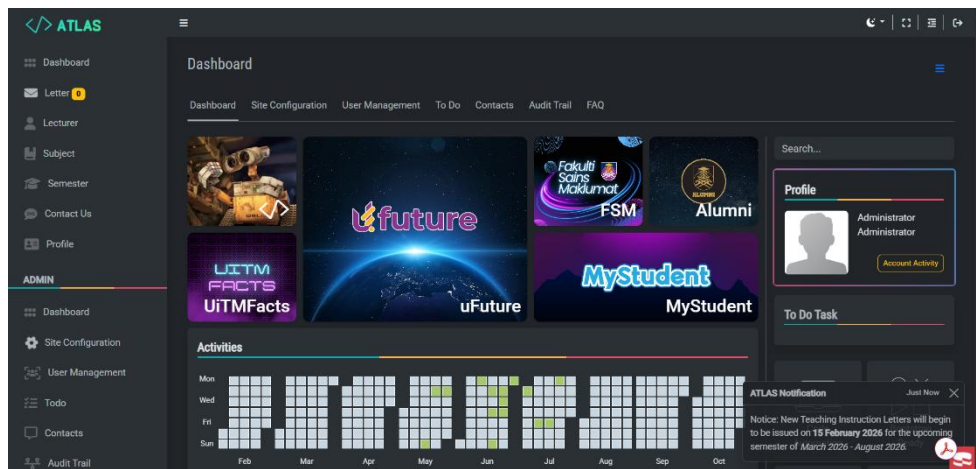 </> ATLAS
Dashboard
Letter 0
Lecturer
Subject
Semester
Contact Us
Profile
ADMIN
Dashboard
Site Configuration
User Management
Todo
Contacts
Audit Trail
Dashboard
Dashboard Site Configuration User Management To Do Contacts Audit Trail FAQ
</>
UiTM
FACTS
UiTMFacts
ufuture
uFuture
Fakulti
Sains
Maklumat
FSM
ALUMNI
Alumni
MyStudent
MyStudent
Activities
Mon
Wed
Fri
Sun
Feb Mar Apr May Jun Jul Aug Sep Oct
Search...
Profile
Administrator
Administrator
Account Activity
To Do Task
ATLAS Notification Just Now
Notice: New Teaching Instruction Letters will begin
to be issued on 15 February 2026 for the upcoming
semester of March 2026 - August 2026.